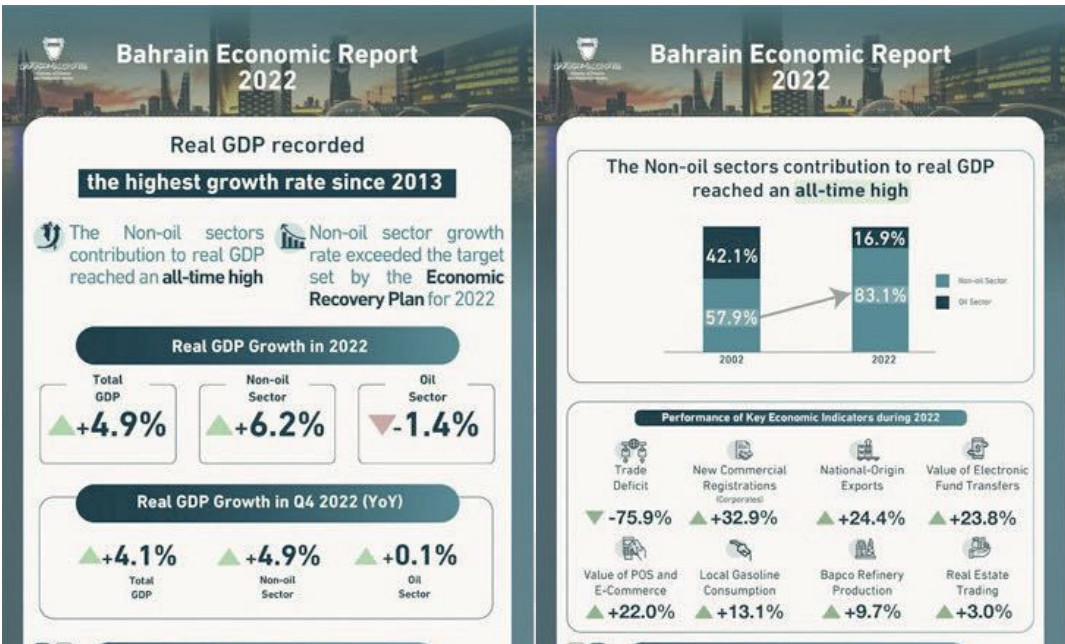 Bahrain Economic Report
2022
Real GDP recorded
the highest growth rate since 2013
The Non-oil sectors
contribution to real GDP
reached an all-time high
Non-oil sector growth
rate exceeded the target
set by the Economic
Recovery Plan for 2022
Real GDP Growth in 2022
Total
GDP
+4.9%
Non-oil
Sector
+6.2%
Oil
Sector
-1.4%
Real GDP Growth in Q4 2022 (YoY)
+4.1%
Total
GDP
+4.9%
Non-oil
Sector
+0.1%
Oil
Sector
Bahrain Economic Report
2022
The Non-oil sectors contribution to real GDP
reached an all-time high
42.1%
57.9%
2002
16.9%
83.1%
2022
Non-oil Sector
Oil Sector
Performance of Key Economic Indicators during 2022
Trade
Deficit
-75.9%
New Commercial
Registrations
(Corporates)
+32.9%
National-Origin
Exports
+24.4%
Value of Electronic
Fund Transfers
+23.8%
Value of POS and
E-Commerce
+22.0%
Local Gasoline
Consumption
+13.1%
Bapco Refinery
Production
+9.7%
Real Estate
Trading
+3.0%